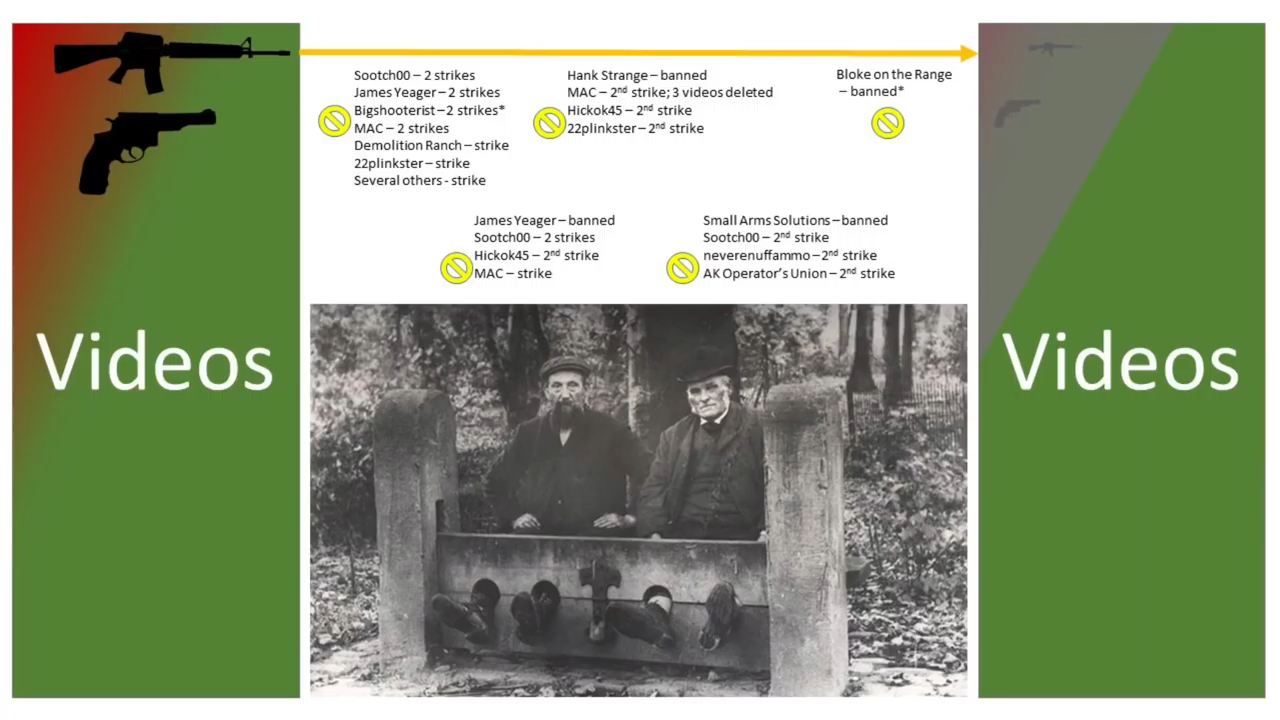 Videos
Sootch00 – 2 strikes
James Yeager – 2 strikes
Bigshooterist – 2 strikes*
MAC – 2 strikes
Demolition Ranch – strike
22plinkster – strike
Several others - strike
James Yeager – banned
Sootch00 – 2 strikes
Hickok45 – 2nd strike
MAC – strike
Hank Strange – banned
MAC – 2nd strike; 3 videos deleted
Hickok45 – 2nd strike
22plinkster – 2nd strike
Small Arms Solutions – banned
Sootch00 – 2nd strike
neverenuffammo – 2nd strike
AK Operator's Union – 2nd strike
Bloke on the Range
– banned*
Videos